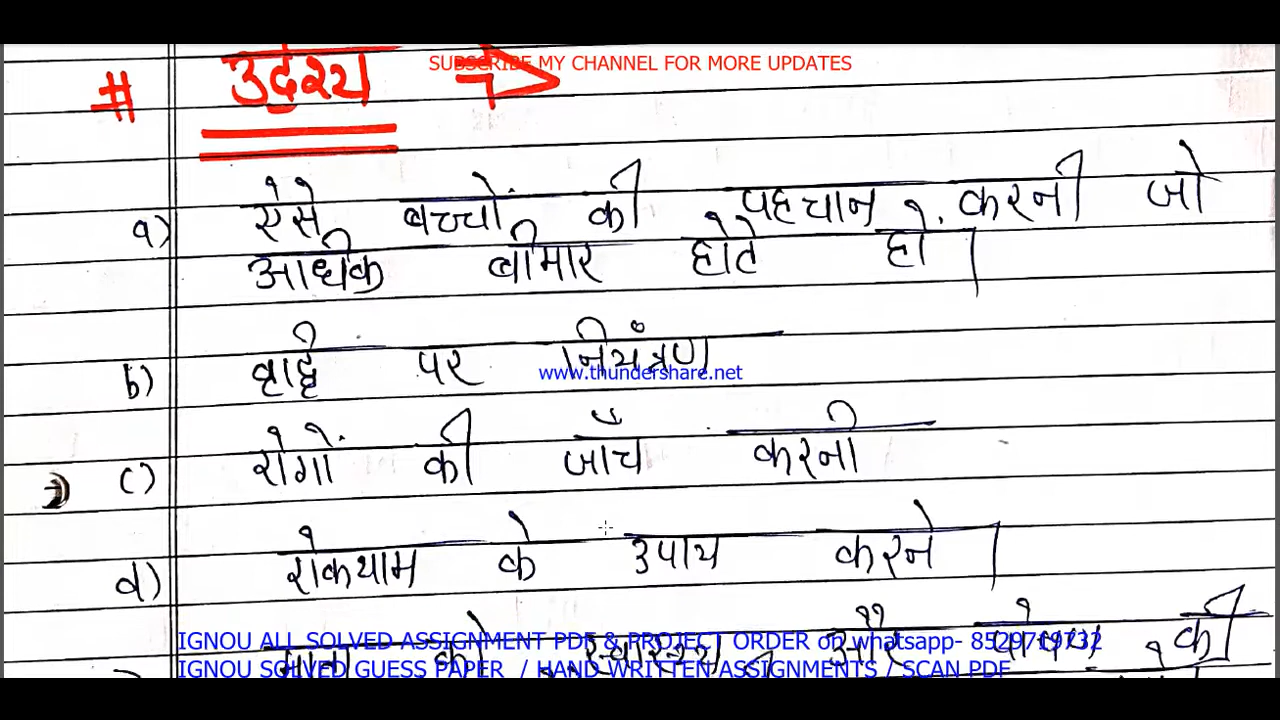 SUBSCRIBE MY CHANNEL FOR MORE UPDATES
# उद्देश्य →
a) ऐसे बच्चों की पहचान करनी जो
अधिक बीमार होते हों।
b) वृद्धि पर नियंत्रण
www.thundershare.net
c) रोगों की जाँच करनी
d) रोकथाम के उपाय करने।
को स्वास्थ्य और पोषण की
IGNOU ALL SOLVED ASSIGNMENT PDF & PROJECT ORDER on whatsapp-
IGNOU SOLVED GUESS PAPER / HAND WRITTEN ASSIGNMENTS / SCAN PDF